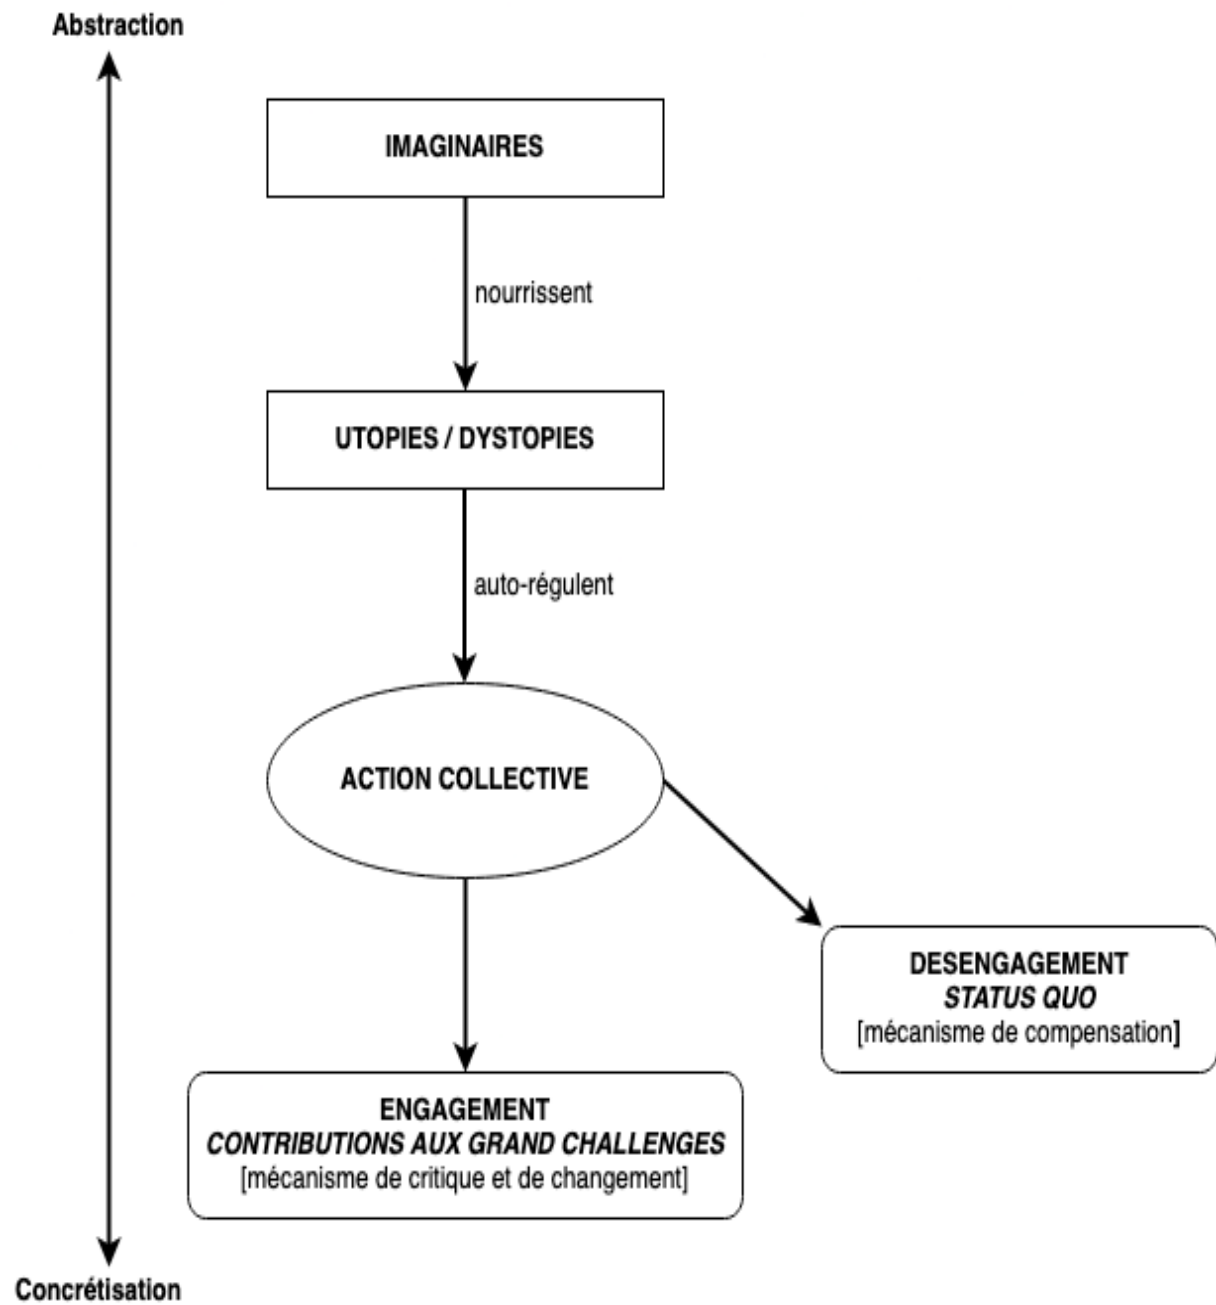 Abstraction
IMAGINAIRES
nourrissent
UTOPIES / DYSTOPIES
auto-régulent
ACTION COLLECTIVE
DESENGAGEMENT
STATUS QUO
[mécanisme de compensation]
ENGAGEMENT
CONTRIBUTIONS AUX GRAND CHALLENGES
[mécanisme de critique et de changement]
Concrétisation